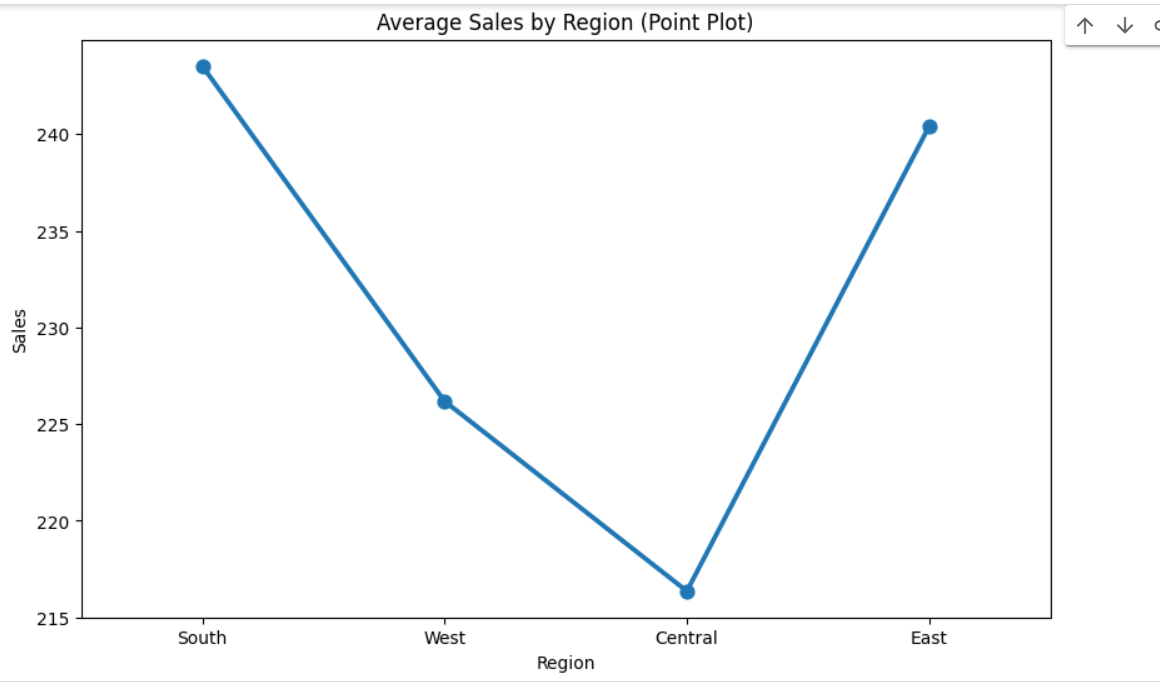 Average Sales by Region (Point Plot)
240
235
230
225
220
215
Sales
South West Central East
Region